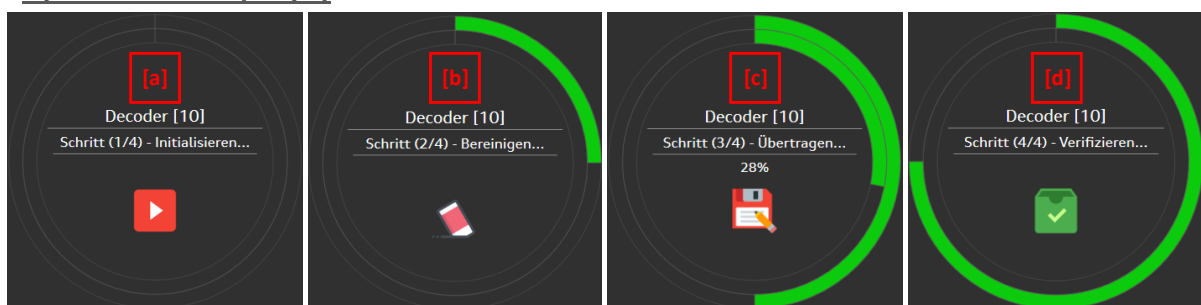 [a]
Decoder [10]
Schritt (1/4) - Initialisieren...
[b]
Decoder [10]
Schritt (2/4) - Bereinigen...
[c]
Decoder [10]
Schritt (3/4) - Übertragen...
28%
[d]
Decoder [10]
Schritt (4/4) - Verifizieren...